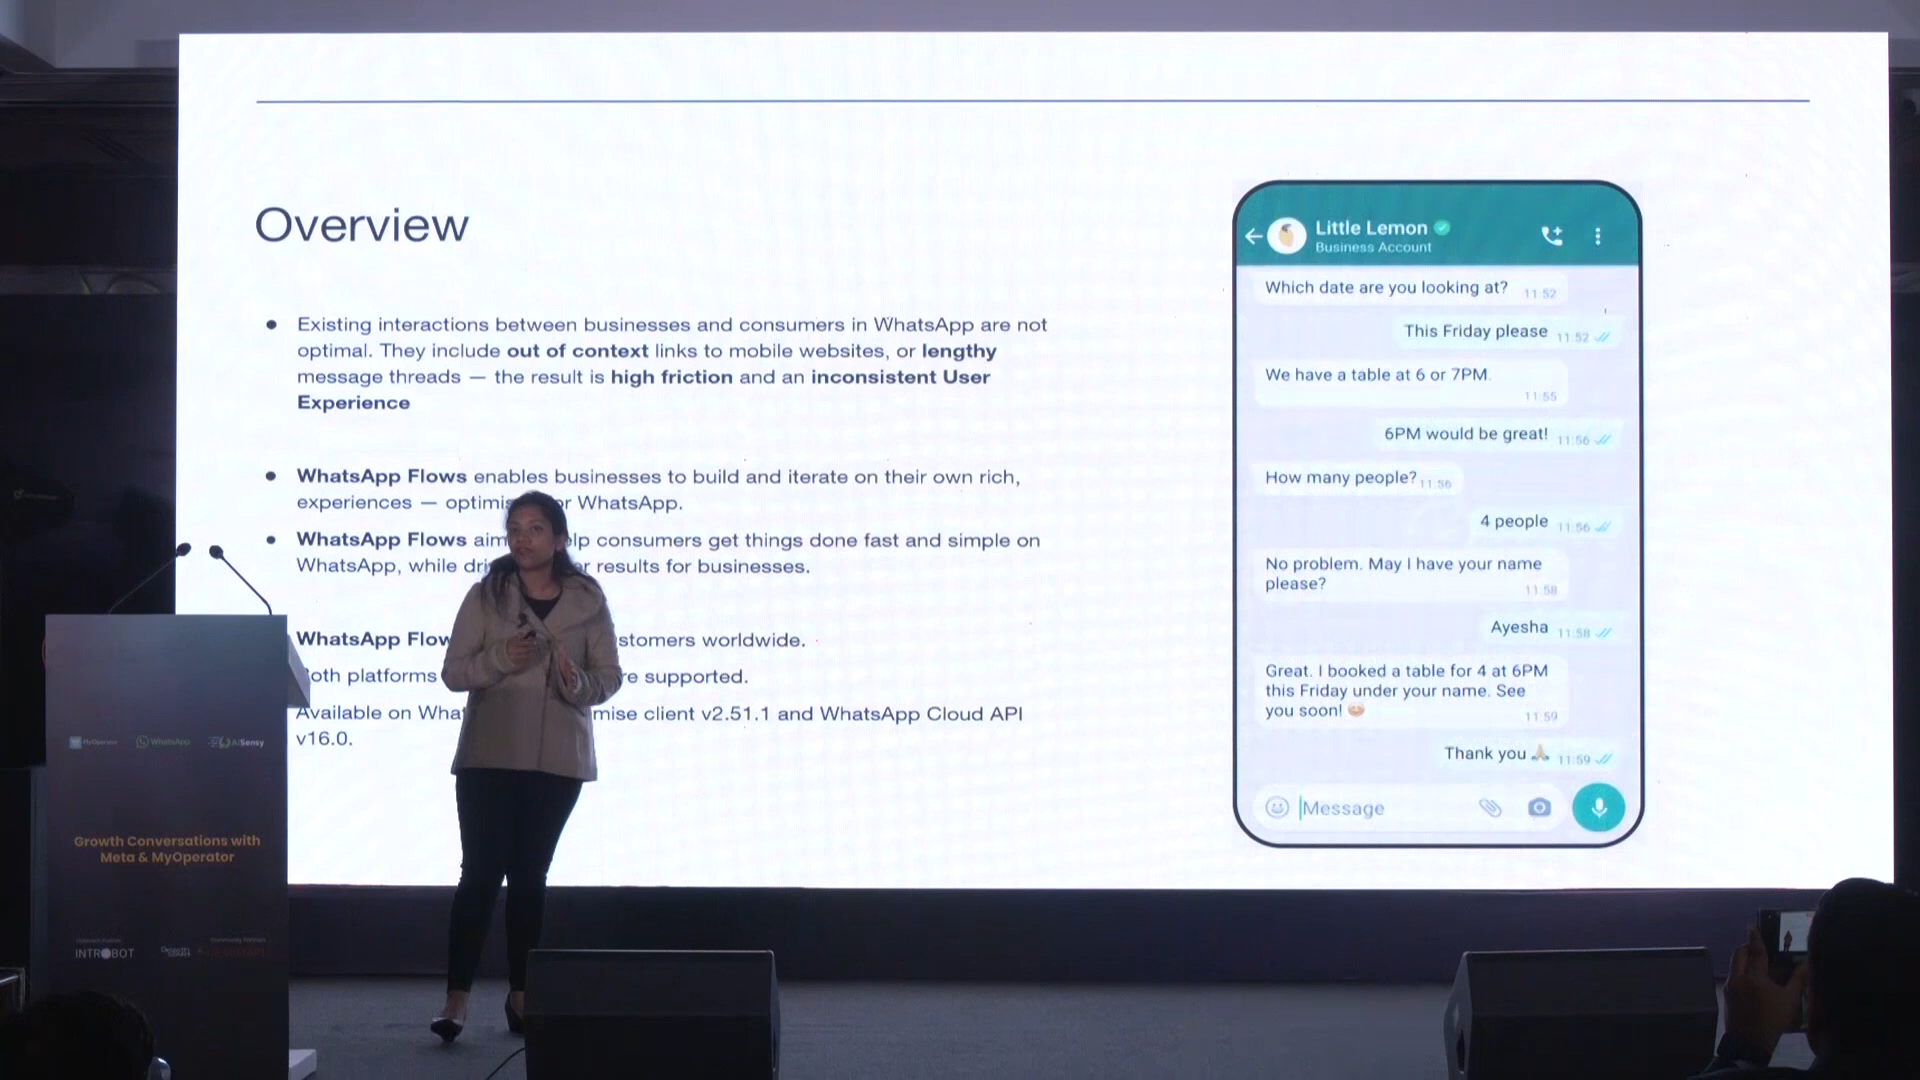 Overview
Existing interactions between businesses and consumers in WhatsApp are not
optimal. They include out of context links to mobile websites, or lengthy
message threads — the result is high friction and an inconsistent User
Experience
WhatsApp Flows enables businesses to build and iterate on their own rich,
experiences — optimis or WhatsApp.
WhatsApp Flows aim lp consumers get things done fast and simple on
WhatsApp, while dri r results for businesses.
WhatsApp Flow stomers worldwide.
oth platforms re supported.
Available on Wha mise client v2.51.1 and WhatsApp Cloud API
v16.0.
Little Lemon
Business Account
Which date are you looking at? 11:52
This Friday please 11:52
We have a table at 6 or 7PM.
11:55
6PM would be great! 11:56
How many people? 11:56
4 people 11:56
No problem. May I have your name
please? 11:58
Ayesha 11:58
Great. I booked a table for 4 at 6PM
this Friday under your name. See
you soon! 😊 11:59
Thank you 🙏 11:59
Message
MyOperator WhatsApp AiSensy
Growth Conversations with
Meta & MyOperator
INTROBOT